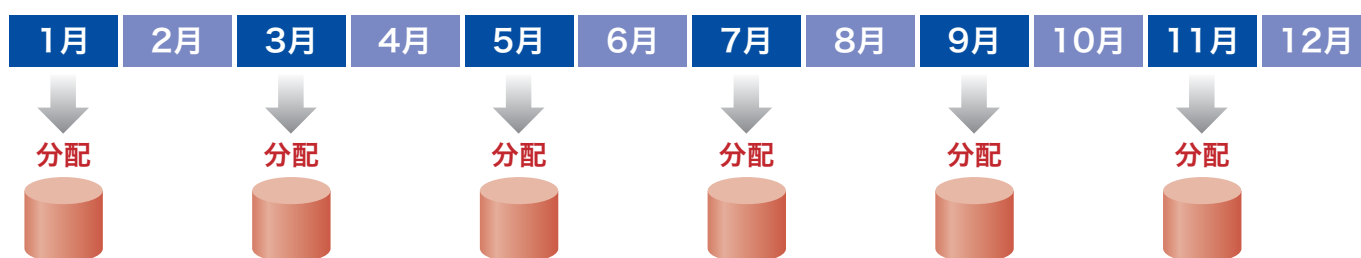 1月 2月 3月 4月 5月 6月 7月 8月 9月 10月 11月 12月
分配 分配 分配 分配 分配 分配